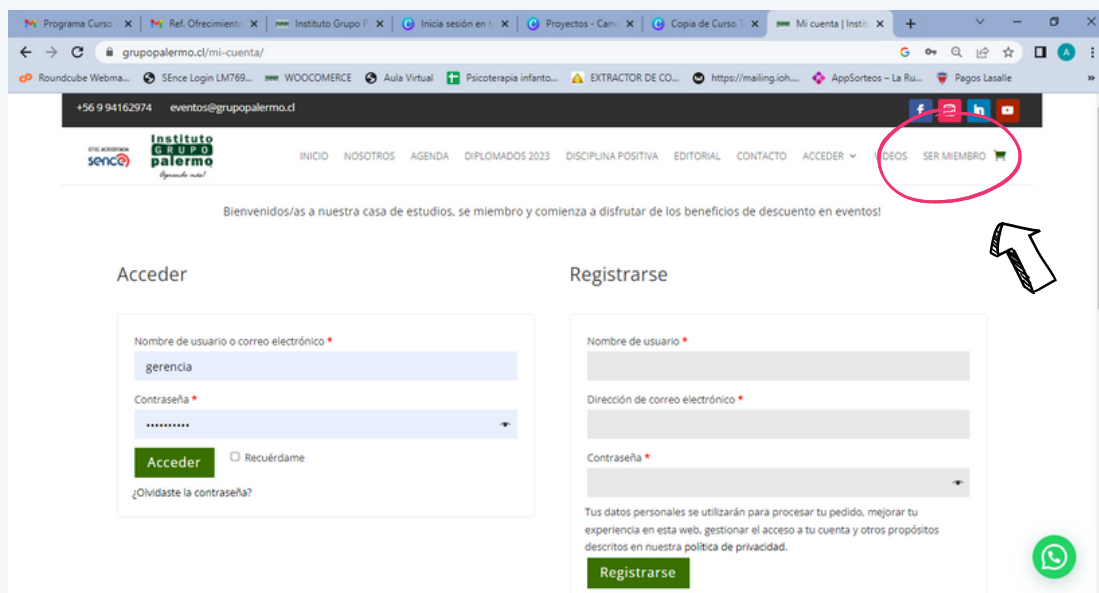 Programa Curso
Ref. Ofrecimiento
Instituto Grupo P
Inicia sesión en t
Proyectos - Can
Copia de Curso T
Mi cuenta | Instit
grupopalermo.cl/mi-cuenta/
A
Roundcube Webma...
SEnce Login LM769...
WOOCOMERCE
Aula Virtual
Psicoterapia infanto...
EXTRACTOR DE CO...
https://mailing.ioh....
AppSorteos – La Ru...
Pagos Lasalle
+56 9 94162974
eventos@grupopalermo.cl
sence
Instituto
GRUPO
palermo
INICIO
NOSOTROS
AGENDA
DIPLOMADOS 2023
DISCIPLINA POSITIVA
EDITORIAL
CONTACTO
ACCEDER
VIDEOS
SER MIEMBRO
Bienvenidos/as a nuestra casa de estudios, se miembro y comienza a disfrutar de los beneficios de descuento en eventos!
Acceder
Nombre de usuario o correo electrónico *
gerencia
Contraseña *
Acceder
Recuérdame
¿Olvidaste la contraseña?
Registrarse
Nombre de usuario *
Dirección de correo electrónico *
Contraseña *
Tus datos personales se utilizarán para procesar tu pedido, mejorar tu
experiencia en esta web, gestionar el acceso a tu cuenta y otros propósitos
descritos en nuestra política de privacidad.
Registrarse